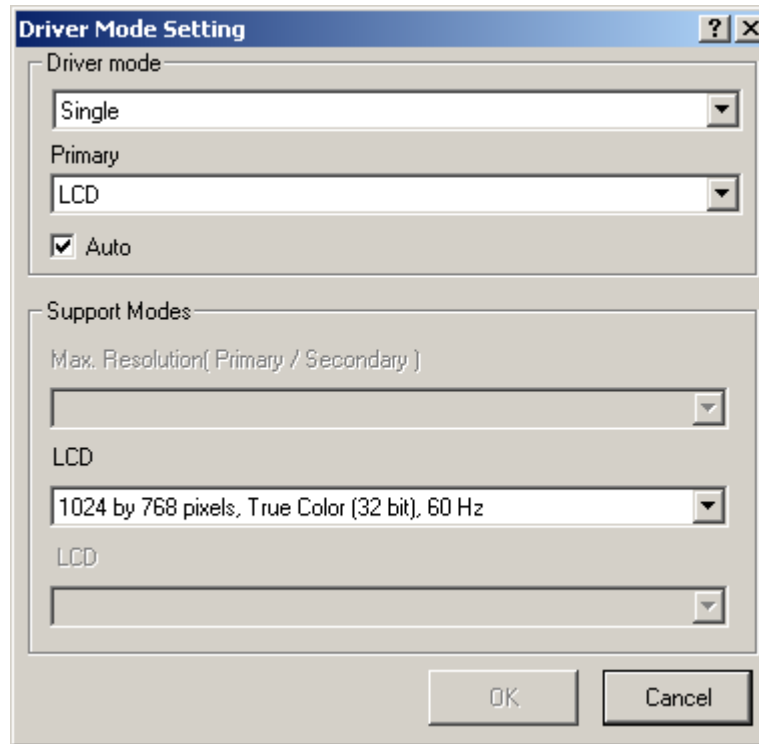 Driver Mode Setting
Driver mode
Single
Primary
LCD
Auto
Support Modes
Max. Resolution( Primary / Secondary )
LCD
1024 by 768 pixels, True Color (32 bit), 60 Hz
LCD
OK Cancel